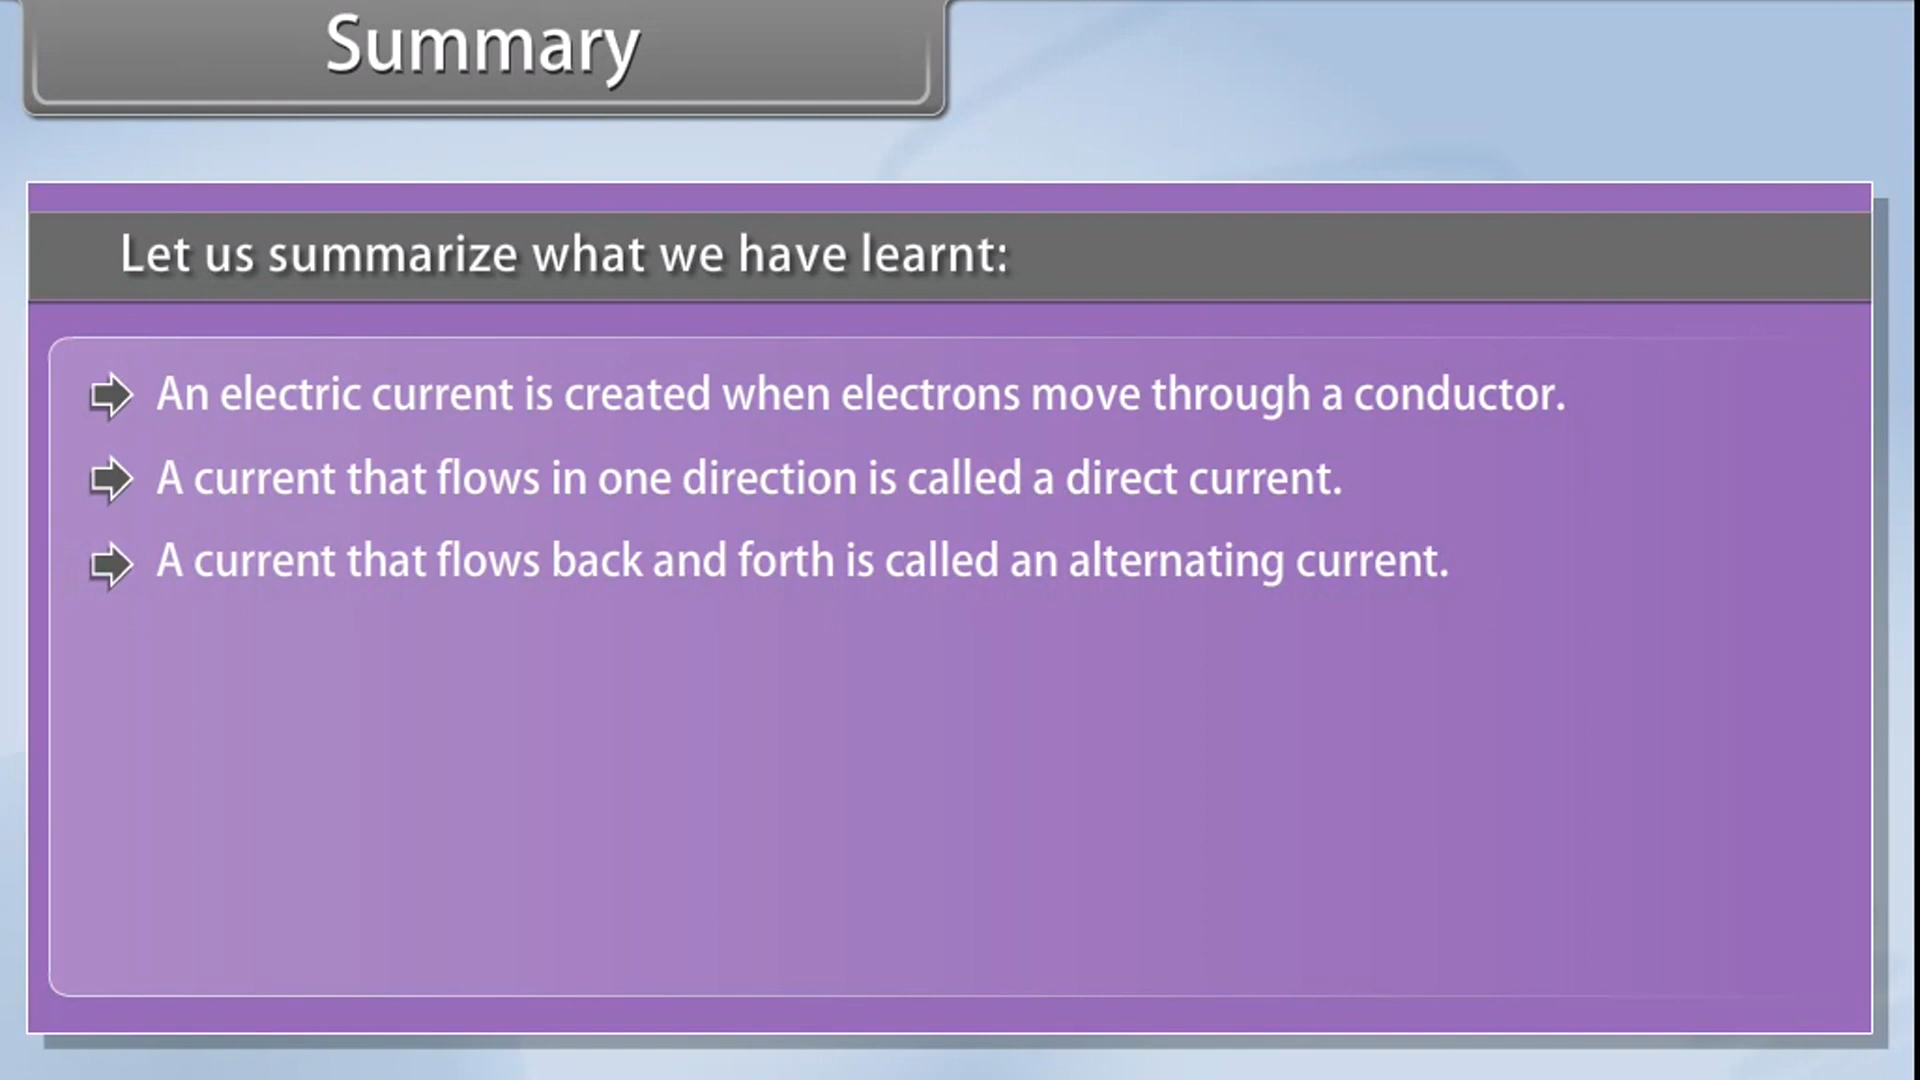 Summary
Let us summarize what we have learnt:
An electric current is created when electrons move through a conductor.
A current that flows in one direction is called a direct current.
A current that flows back and forth is called an alternating current.